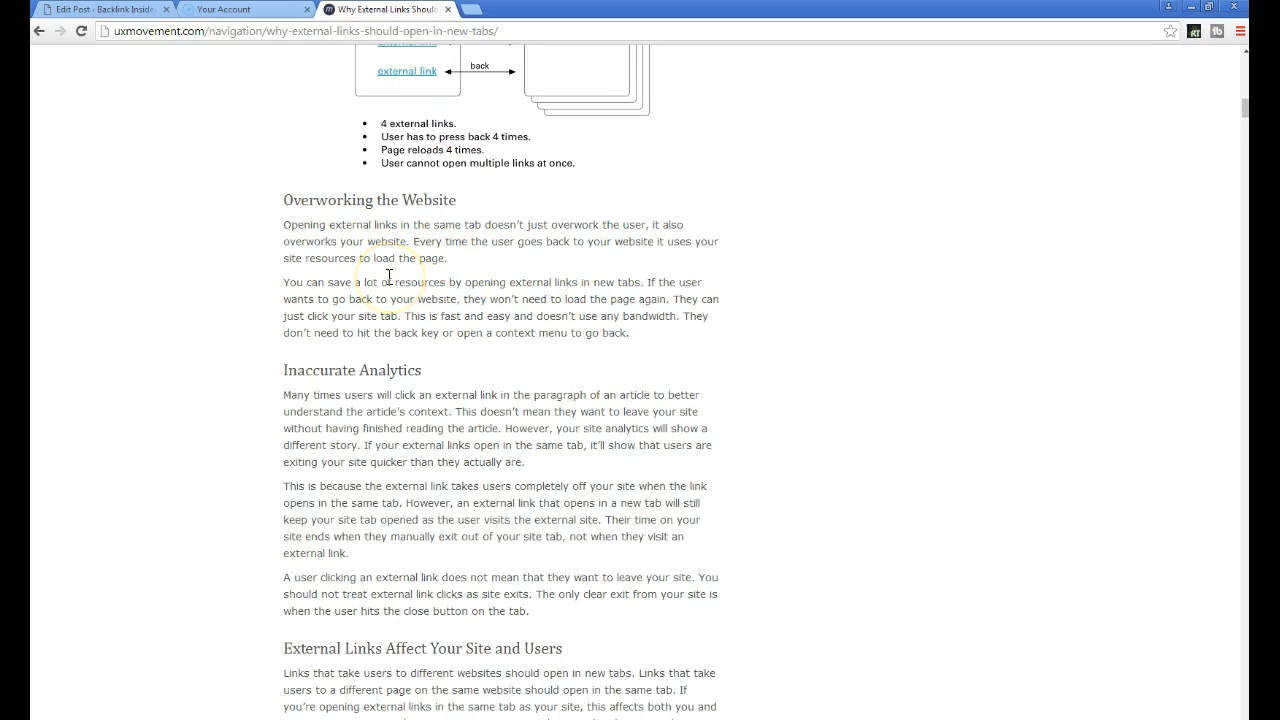 Edit Post ‹ Backlink Inside
Your Account
Why External Links Shoul
uxmovement.com/navigation/why-external-links-should-open-in-new-tabs/
external link
back
• 4 external links.
• User has to press back 4 times.
• Page reloads 4 times.
• User cannot open multiple links at once.
Overworking the Website
Opening external links in the same tab doesn't just overwork the user, it also
overworks your website. Every time the user goes back to your website it uses your
site resources to load the page.
You can save a lot of resources by opening external links in new tabs. If the user
wants to go back to your website, they won't need to load the page again. They can
just click your site tab. This is fast and easy and doesn't use any bandwidth. They
don't need to hit the back key or open a context menu to go back.
Inaccurate Analytics
Many times users will click an external link in the paragraph of an article to better
understand the article's context. This doesn't mean they want to leave your site
without having finished reading the article. However, your site analytics will show a
different story. If your external links open in the same tab, it'll show that users are
exiting your site quicker than they actually are.
This is because the external link takes users completely off your site when the link
opens in the same tab. However, an external link that opens in a new tab will still
keep your site tab opened as the user visits the external site. Their time on your
site ends when they manually exit out of your site tab, not when they visit an
external link.
A user clicking an external link does not mean that they want to leave your site. You
should not treat external link clicks as site exits. The only clear exit from your site is
when the user hits the close button on the tab.
External Links Affect Your Site and Users
Links that take users to different websites should open in new tabs. Links that take
users to a different page on the same website should open in the same tab. If
you're opening external links in the same tab as your site, this affects both you and